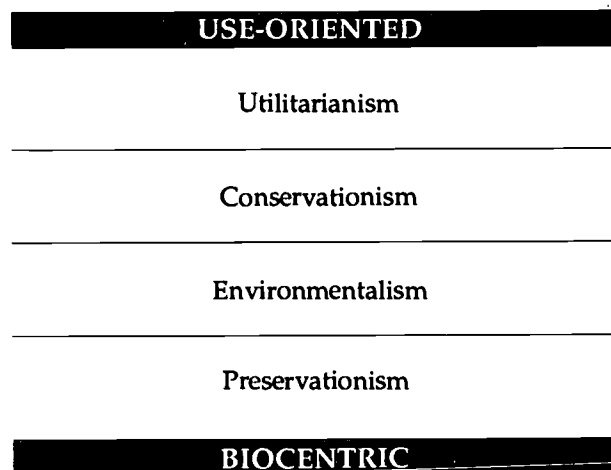 USE-ORIENTED
Utilitarianism
Conservationism
Environmentalism
Preservationism
BIOCENTRIC